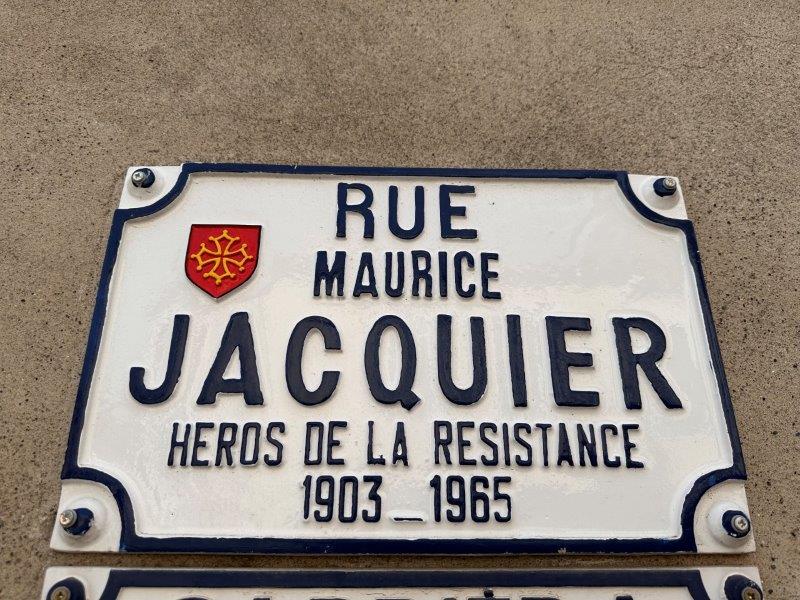 RUE
MAURICE
JACQUIER
HEROS DE LA RESISTANCE
1903_1965